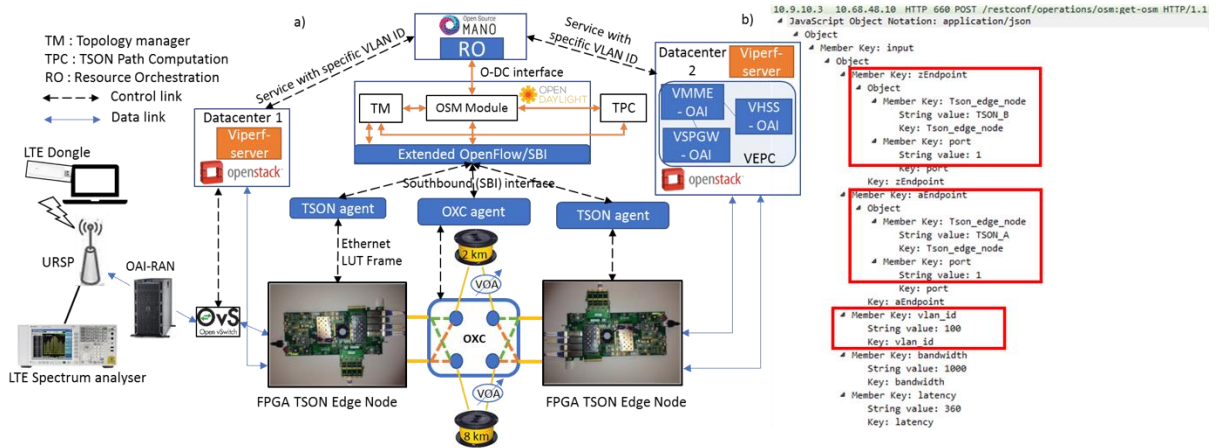 a)
TM : Topology manager
TPC : TSON Path Computation
RO : Resource Orchestration
Control link
Data link
Open Source
MANO
RO
Service with specific VLAN ID
Service with
specific VLAN ID
O-DC interface
OPEN
DAYLIGHT
TM
OSM Module
TPC
Extended OpenFlow/SBI
Datacenter 1
Viperf-
server
openstack
Datacenter
2
Viperf-
server
VMME
- OAI
VHSS
- OAI
VSPGW
- OAI
VEPC
openstack
Southbound (SBI) interface
TSON agent
OXC agent
TSON agent
LTE Dongle
URSP
OAI-RAN
OvS
Open vSwitch
LTE Spectrum analyser
Ethernet
LUT Frame
2 km
VOA
OXC
VOA
8 km
FPGA TSON Edge Node
FPGA TSON Edge Node
b)
10.9.10.3 10.68.48.10 HTTP 660 POST /restconf/operations/osm:get-osm HTTP/1.1
JavaScript Object Notation: application/json
Object
Member Key: input
Object
Member Key: zEndpoint
Object
Member Key: Tson_edge_node
String value: TSON_B
Key: Tson_edge_node
Member Key: port
String value: 1
Key: port
Key: zEndpoint
Member Key: aEndpoint
Object
Member Key: Tson_edge_node
String value: TSON_A
Key: Tson_edge_node
Member Key: port
String value: 1
Key: port
Key: aEndpoint
Member Key: vlan_id
String value: 100
Key: vlan_id
Member Key: bandwidth
String value: 1000
Key: bandwidth
Member Key: latency
String value: 360
Key: latency